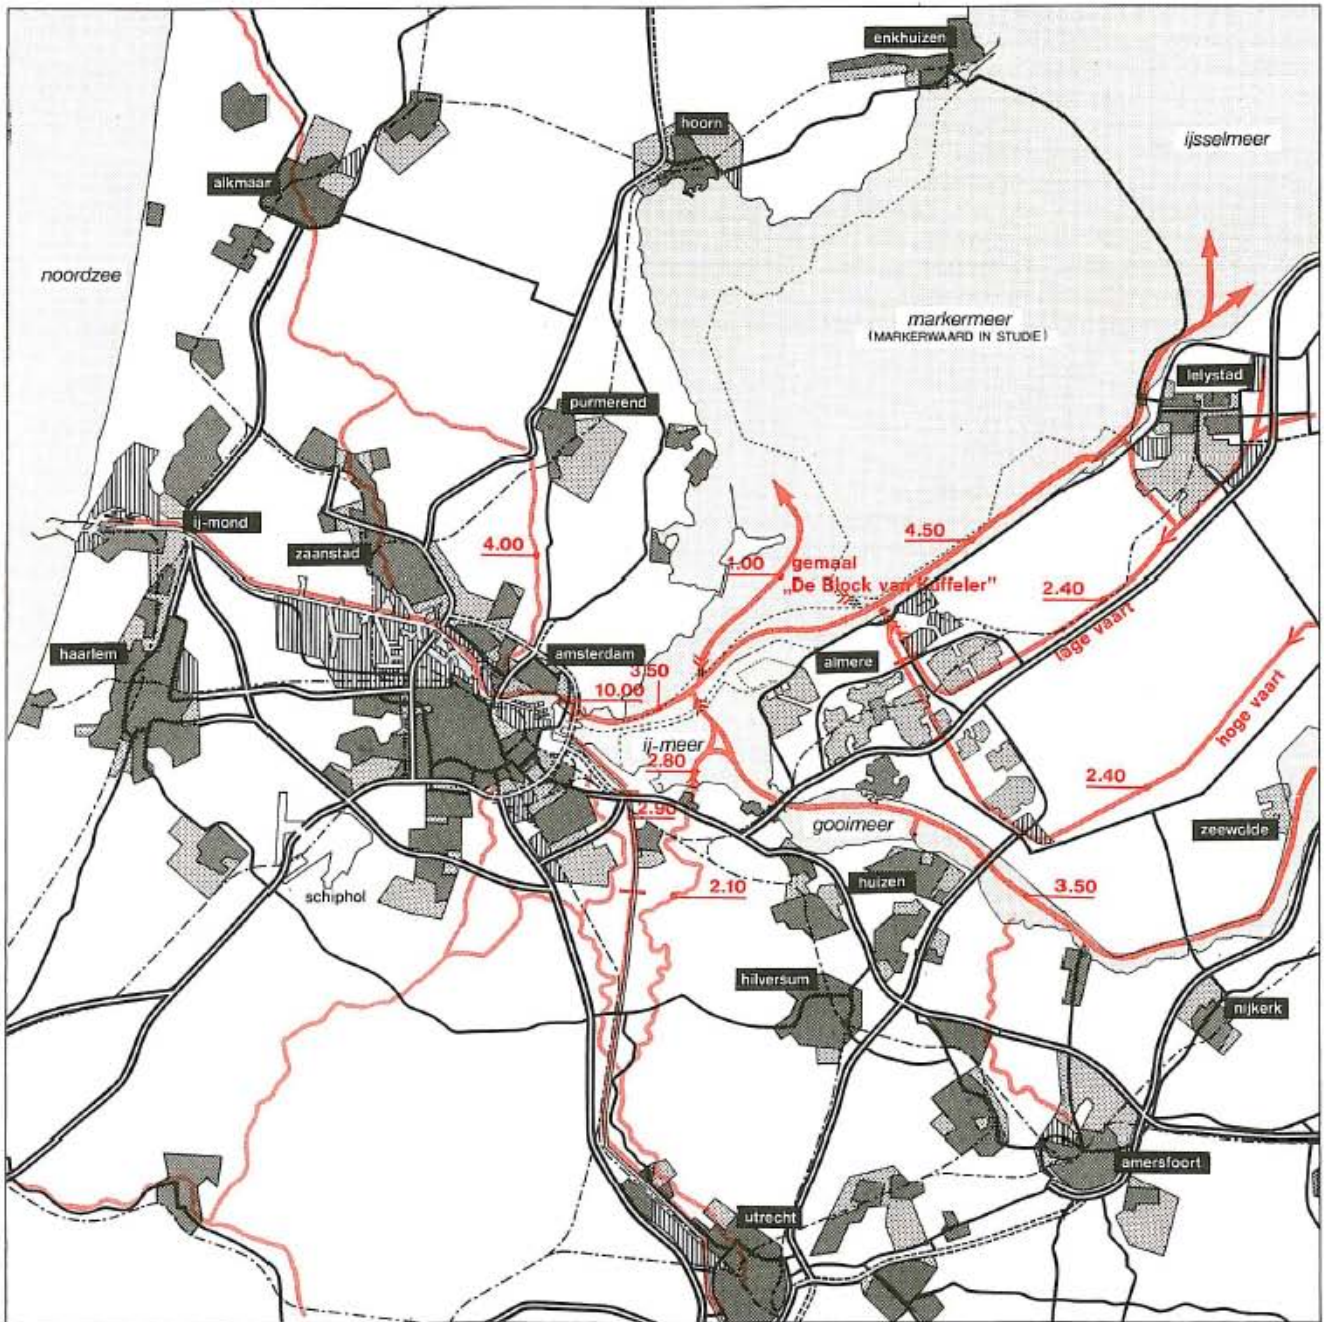 enkhuizen
hoorn
ijsselmeer
alkmaar
noordzee
markermeer
(MARKERWAARD IN STUDIE)
lelystad
purmerend
ij-mond
zaanstad
4.00
4.50
1.00
gemaal
„De Block van Kuffeler”
2.40
lage vaart
haarlem
amsterdam
almere
3.50
10.00
hoge vaart
ij-meer
2.80
2.40
2.90
gooimeer
zeewolde
schiphol
huizen
2.10
3.50
hilversum
nijkerk
amersfoort
utrecht